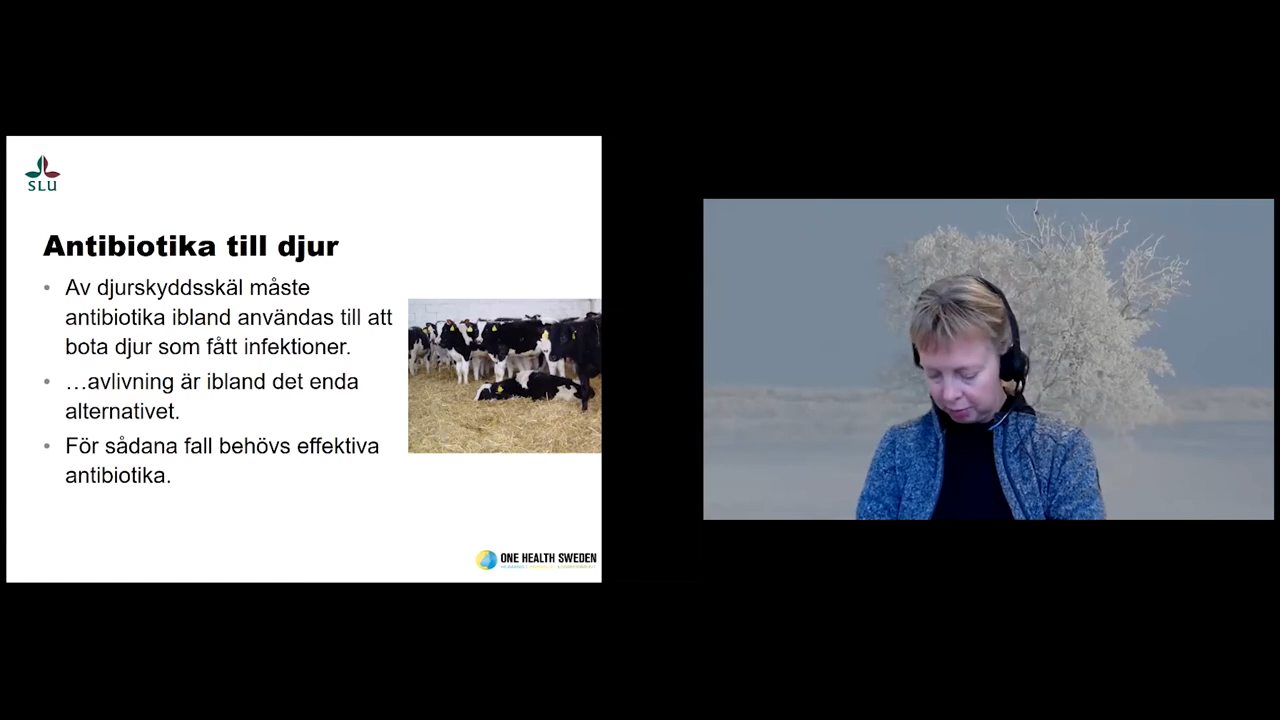 SLU
Antibiotika till djur
• Av djurskyddsskäl måste
antibiotika ibland användas till att
bota djur som fått infektioner.
• …avlivning är ibland det enda
alternativet.
• För sådana fall behövs effektiva
antibiotika.
ONE HEALTH SWEDEN